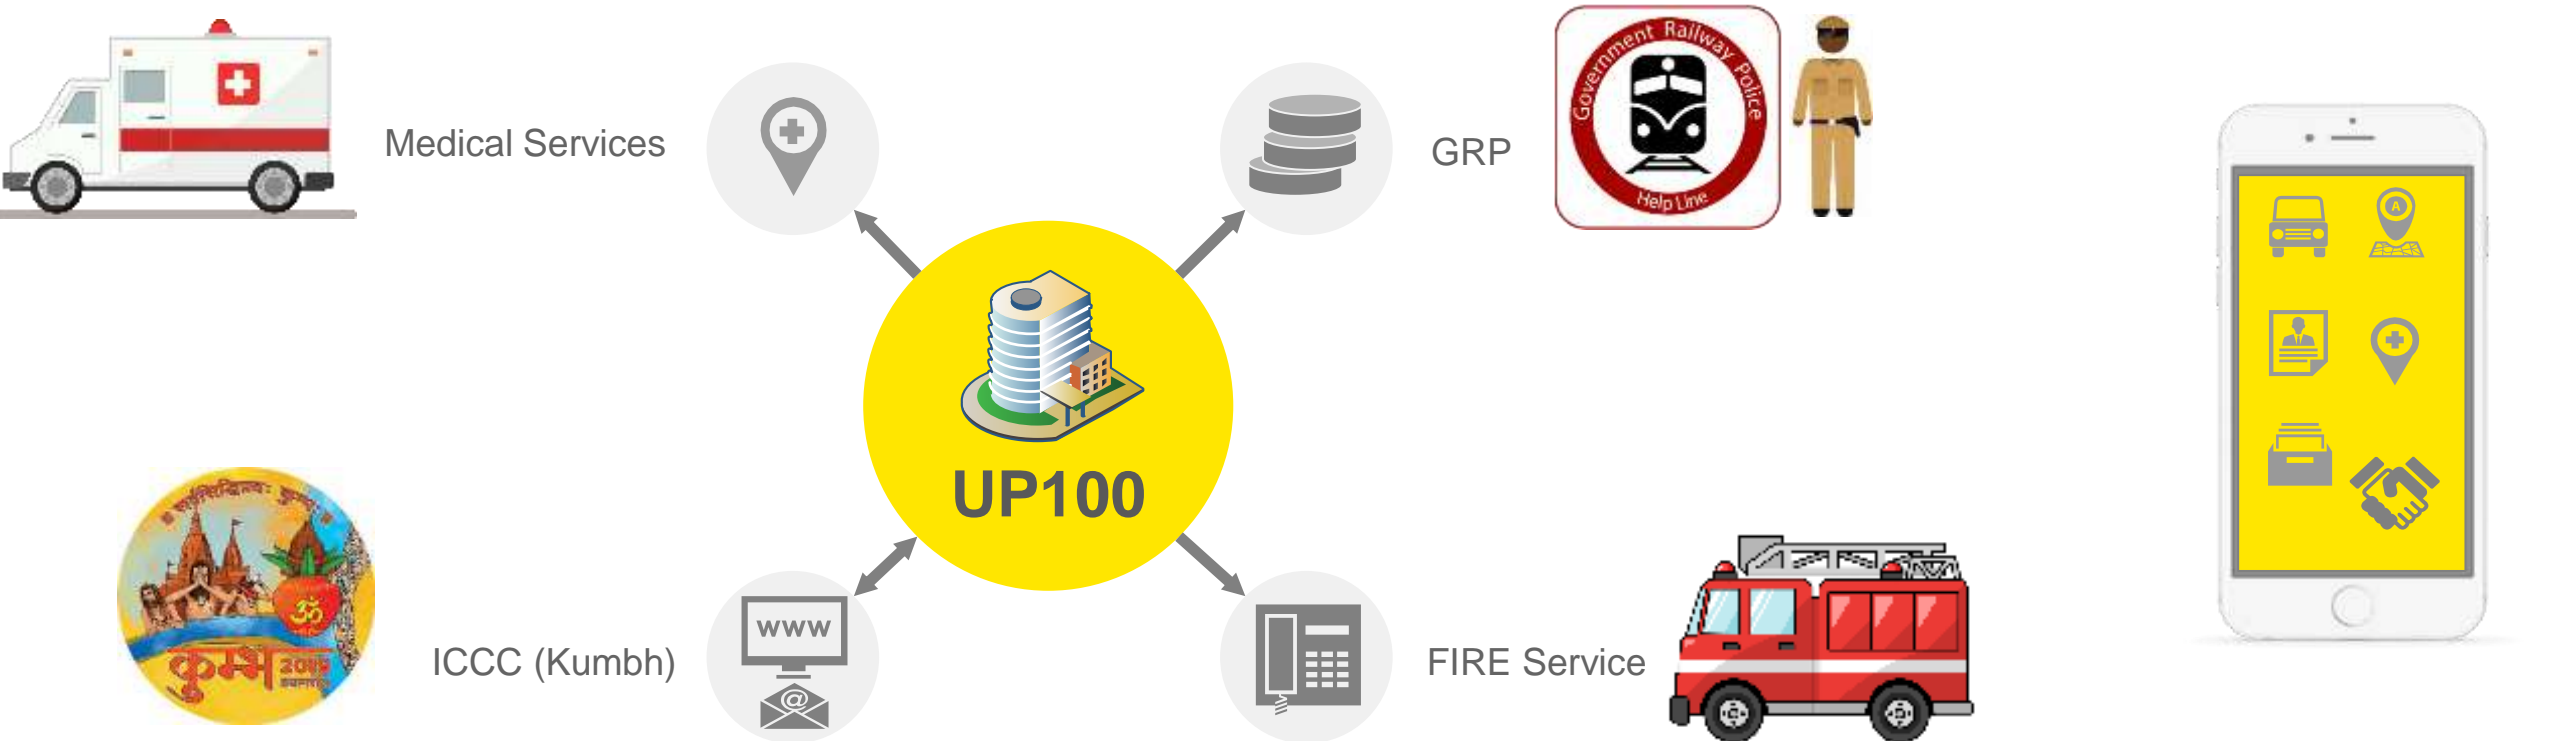 Medical Services
GRP
Government Railway Police
Help Line
A
UP100
ॐ
कुम्भ
ICCC (Kumbh)
www
@
FIRE Service